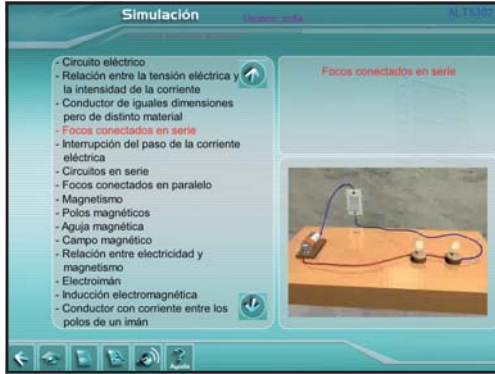 Simulación
ALTS302
- Circuito eléctrico
- Relación entre la tensión eléctrica y
la intensidad de la corriente
- Conductor de iguales dimensiones
pero de distinto material
- Focos conectados en serie
- Interrupción del paso de la corriente
eléctrica
- Circuitos en serie
- Focos conectados en paralelo
- Magnetismo
- Polos magnéticos
- Aguja magnética
- Campo magnético
- Relación entre electricidad y
magnetismo
- Electroimán
- Inducción electromagnética
- Conductor con corriente entre los
polos de un imán
Focos conectados en serie
Ayuda